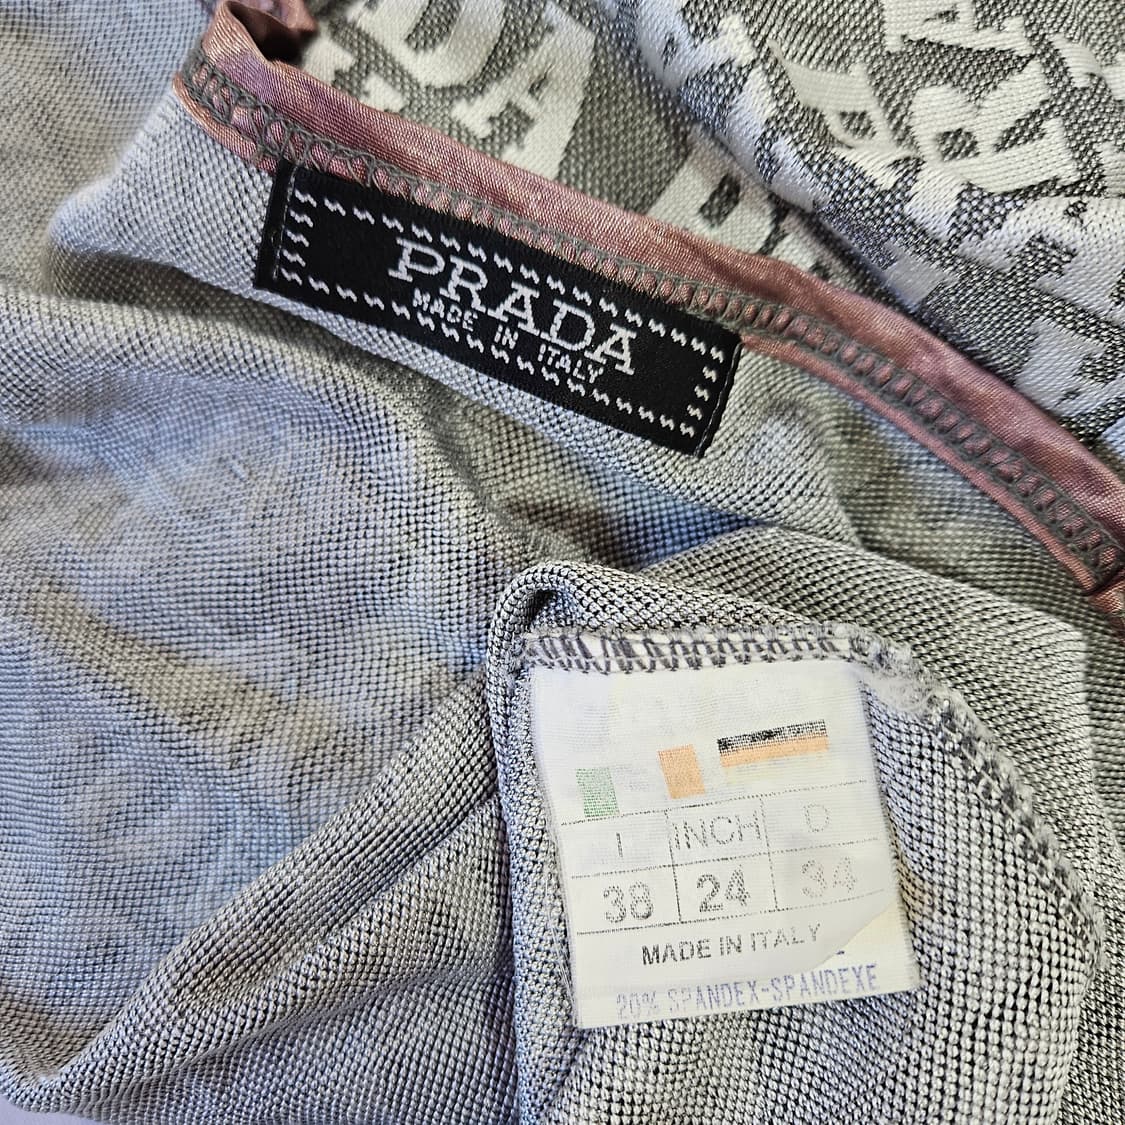 PRADA
MADE IN ITALY
I INCH D
38 24 34
MADE IN ITALY
20% SPANDEX-SPANDEXE